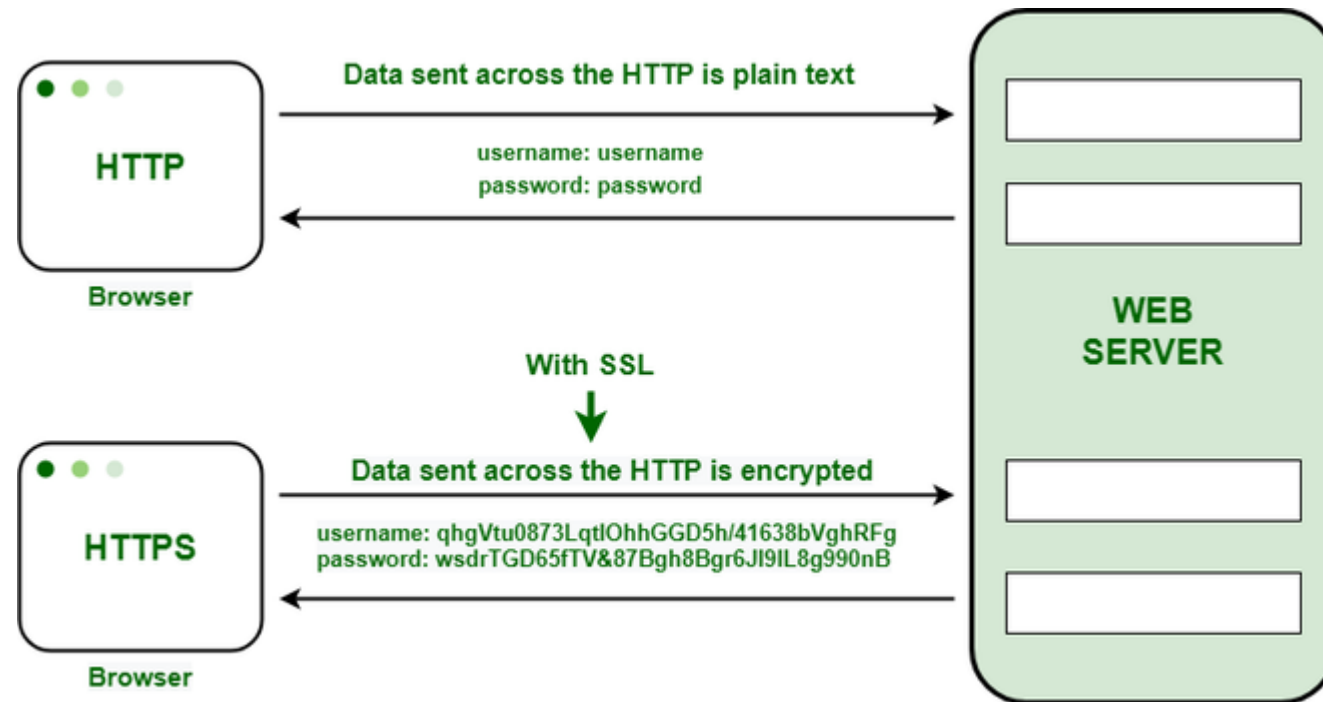 Data sent across the HTTP is plain text
HTTP
username: username
password: password
Browser
WEB
SERVER
With SSL
Data sent across the HTTP is encrypted
HTTPS
username: qhgVtu0873LqtlOhhGGD5h/41638bVghRFg
password: wsdrTGD65fTV&87Bgh8Bgr6Jl9IL8g990nB
Browser